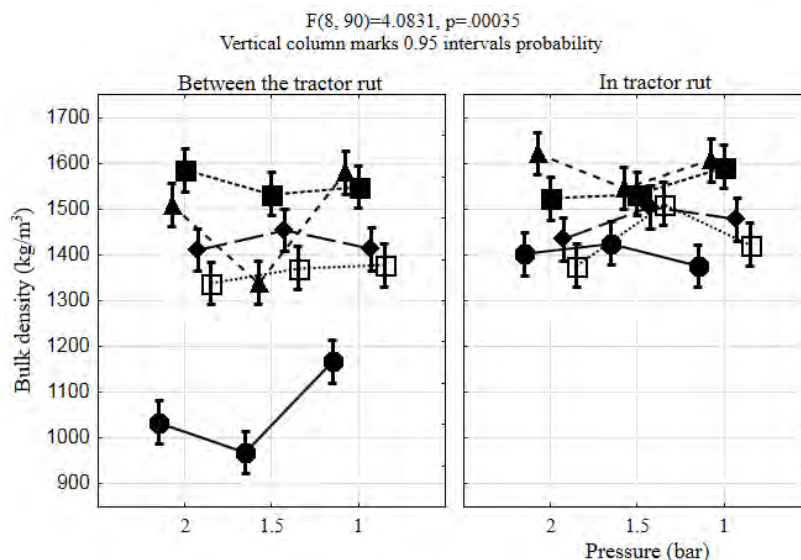 F(8, 90)=4.0831, p=.00035
Vertical column marks 0.95 intervals probability
Between the tractor rut
In tractor rut
1700
1600
1500
1400
1300
1200
1100
1000
900
Bulk density (kg/m³)
2 1.5 1
2 1.5 1
Pressure (bar)